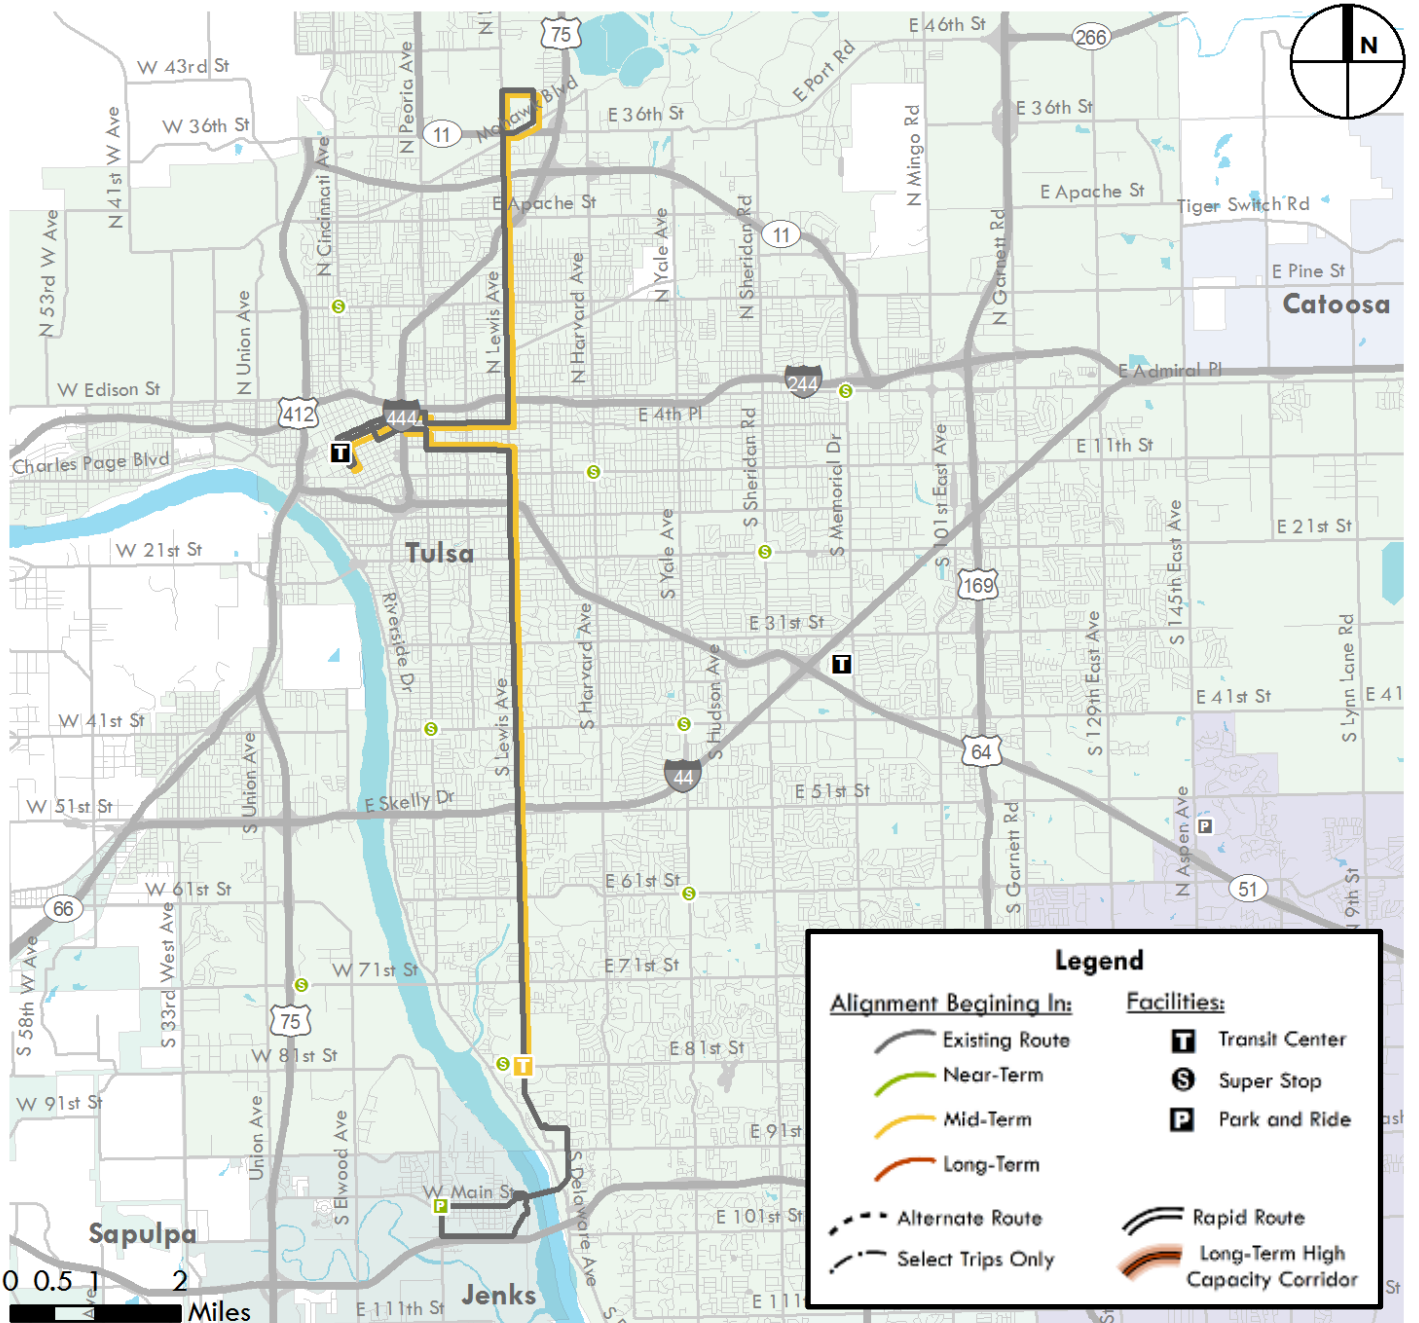 N
75
E 46th St
266
W 43rd St
N Peoria Ave
E Port Rd
Mohawk Blvd
E 36th St
E 36th St
W 36th St
11
N 41st W Ave
N Mingo Rd
N Cincinnati Ave
E Apache St
E Apache St
Tiger Switch Rd
N 53rd W Ave
N Yale Ave
N Sheridan Rd
11
N Garnett Rd
E Pine St
Catoosa
N Union Ave
N Lewis Ave
N Harvard Ave
W Edison St
244
E Admiral Pl
412
444
E 4th Pl
E 11th St
Charles Page Blvd
T
S Sheridan Rd
S Memorial Dr
S 101st East Ave
E 21st St
W 21st St
Tulsa
S Yale Ave
S 145th East Ave
169
Riverside Dr
S Harvard Ave
E 31st St
S 129th East Ave
S Lynn Lane Rd
T
S Hudson Ave
E 41st St
E 41
W 41st St
S Lewis Ave
S Union Ave
64
44
W 51st St
E Skelly Dr
E 51st St
S Garnett Rd
N Aspen Ave
P
W 61st St
E 61st St
51
66
N 9th St
S 58th W Ave
S 33rd West Ave
W 71st St
E 71st St
75
W 81st St
E 81st St
T
W 91st St
E 91st
Union Ave
S Elwood Ave
S Delaware Ave
W Main St
P
E 101st St
Sapulpa
Jenks
E 111th St
E 111
St
0 0.5 1 2
Miles
Legend
Alignment Begining In:
Existing Route
Near-Term
Mid-Term
Long-Term
Alternate Route
Select Trips Only
Facilities:
T Transit Center
S Super Stop
P Park and Ride
Rapid Route
Long-Term High
Capacity Corridor